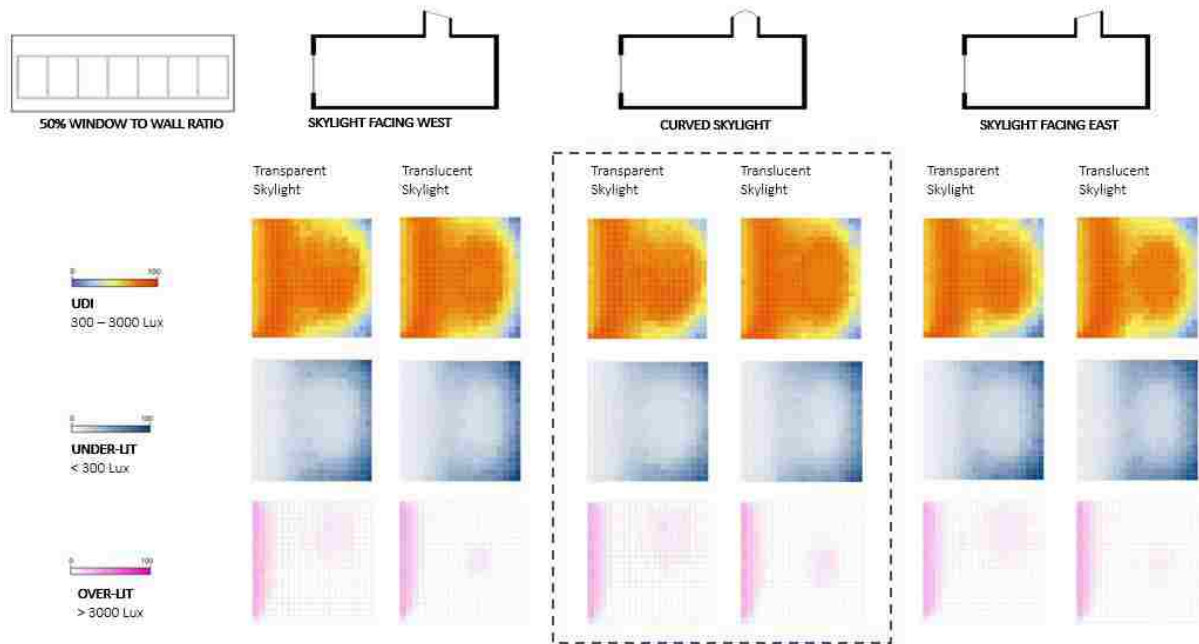 50% WINDOW TO WALL RATIO
SKYLIGHT FACING WEST
CURVED SKYLIGHT
SKYLIGHT FACING EAST
Transparent
Skylight
Translucent
Skylight
Transparent
Skylight
Translucent
Skylight
Transparent
Skylight
Translucent
Skylight
0 100
UDI
300 – 3000 Lux
0 100
UNDER-LIT
< 300 Lux
0 100
OVER-LIT
> 3000 Lux